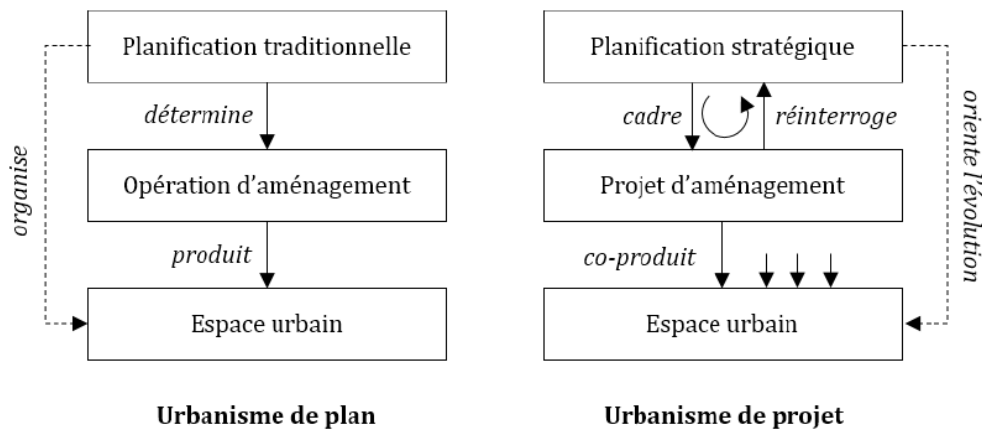 Planification traditionnelle
détermine
organise
Opération d'aménagement
produit
Espace urbain
Urbanisme de plan
Planification stratégique
cadre
réinterroge
oriente l'évolution
Projet d'aménagement
co-produit
Espace urbain
Urbanisme de projet